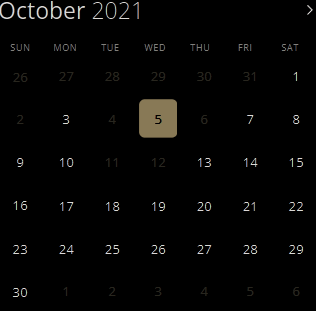 October 2021
SUN MON TUE WED THU FRI SAT
26 27 28 29 30 31 1
2 3 4 5 6 7 8
9 10 11 12 13 14 15
16 17 18 19 20 21 22
23 24 25 26 27 28 29
30 1 2 3 4 5 6